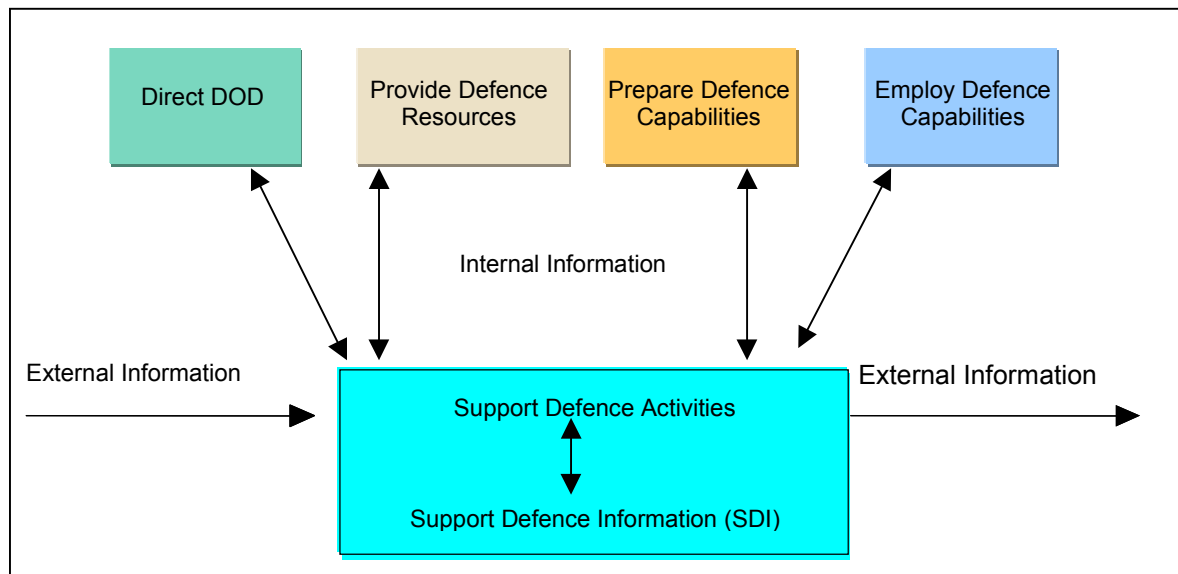 Direct DOD
Provide Defence
Resources
Prepare Defence
Capabilities
Employ Defence
Capabilities
Internal Information
External Information
External Information
Support Defence Activities
Support Defence Information (SDI)